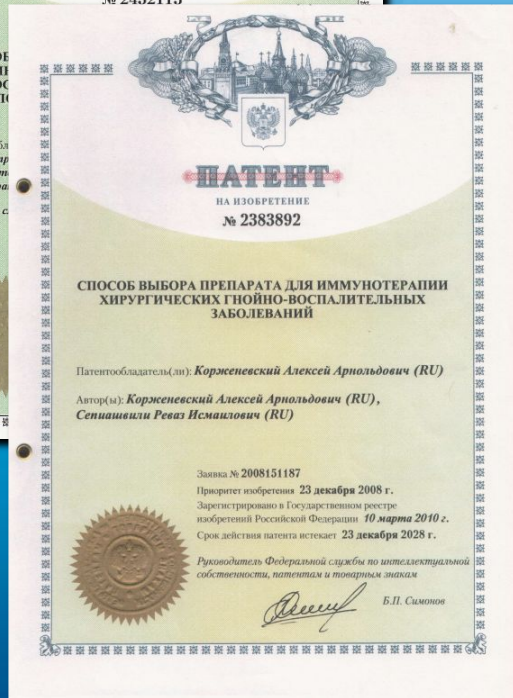 № 2452115
ПАТЕНТ
НА ИЗОБРЕТЕНИЕ
№ 2383892
СПОСОБ ВЫБОРА ПРЕПАРАТА ДЛЯ ИММУНОТЕРАПИИ
ХИРУРГИЧЕСКИХ ГНОЙНО-ВОСПАЛИТЕЛЬНЫХ
ЗАБОЛЕВАНИЙ
Патентообладатель(ли): Корженевский Алексей Арнольдович (RU)
Автор(ы): Корженевский Алексей Арнольдович (RU),
Сепиашвили Реваз Исмаилович (RU)
Заявка № 2008151187
Приоритет изобретения 23 декабря 2008 г.
Зарегистрировано в Государственном реестре
изобретений Российской Федерации 10 марта 2010 г.
Срок действия патента истекает 23 декабря 2028 г.
Руководитель Федеральной службы по интеллектуальной
собственности, патентам и товарным знакам
Б.П. Симонов